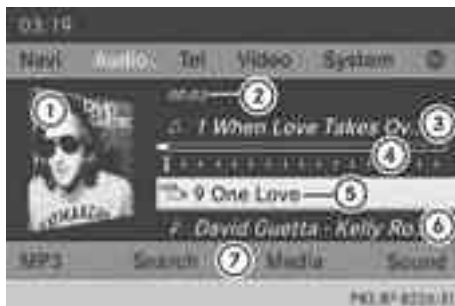 03:19
Navi Audio Tel Video System
1
2
1 When Love Takes Ov...
3
4
9 One Love
5
David Guetta - Kelly Ro...
6
MP3 Search 7 Media Sound